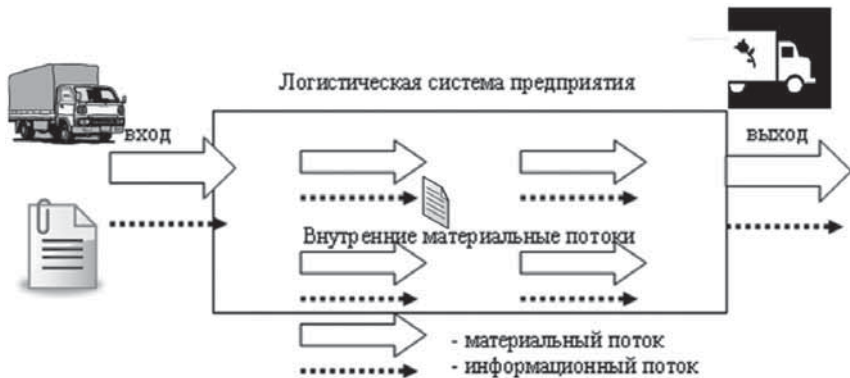 Логистическая система предприятия
вход
выход
Внутренние материальные потоки
- материальный поток
- информационный поток